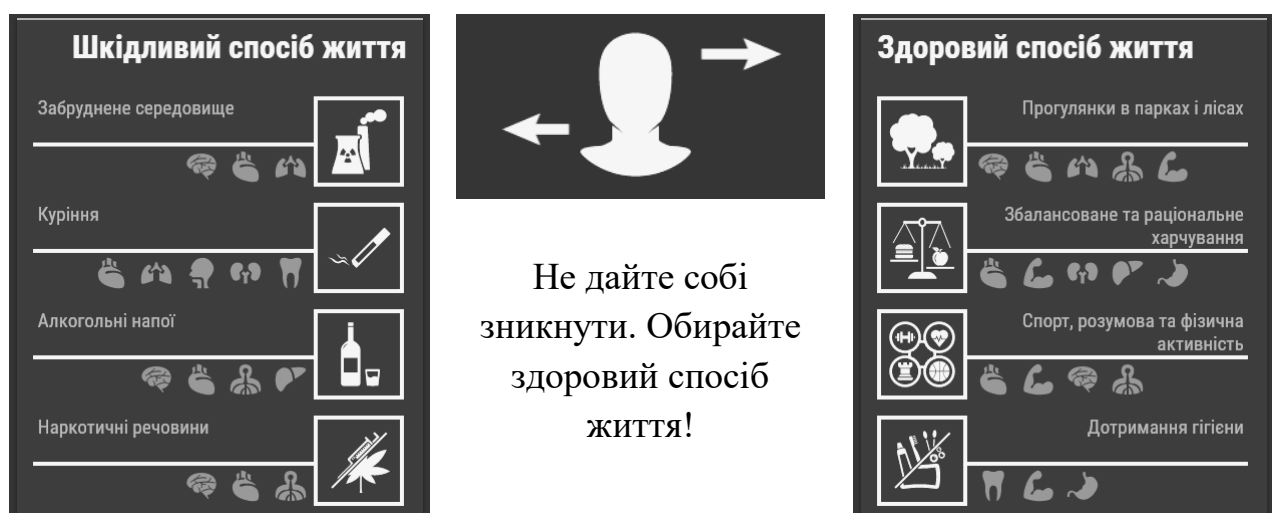 Шкідливий спосіб життя
Забруднене середовище
Куріння
Алкогольні напої
Наркотичні речовини
Не дайте собі
зникнути. Обирайте
здоровий спосіб
життя!
Здоровий спосіб життя
Прогулянки в парках і лісах
Збалансоване та раціональне
харчування
Спорт, розумова та фізична
активність
Дотримання гігієни